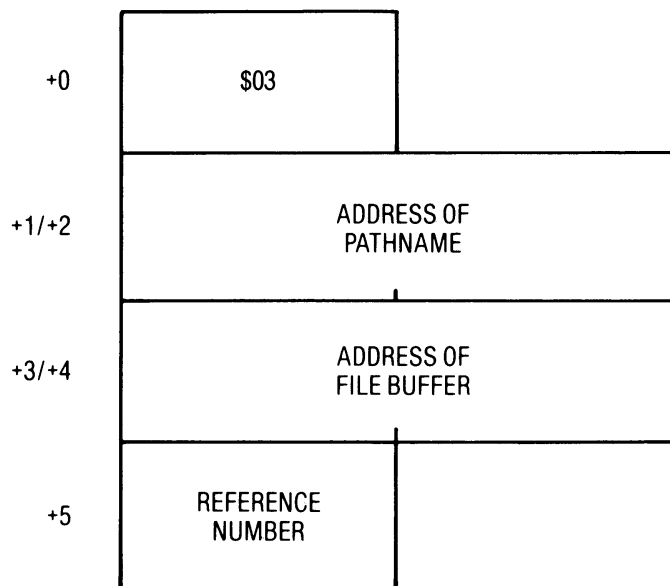 +0
$03
+1/+2
ADDRESS OF
PATHNAME
+3/+4
ADDRESS OF
FILE BUFFER
+5
REFERENCE
NUMBER